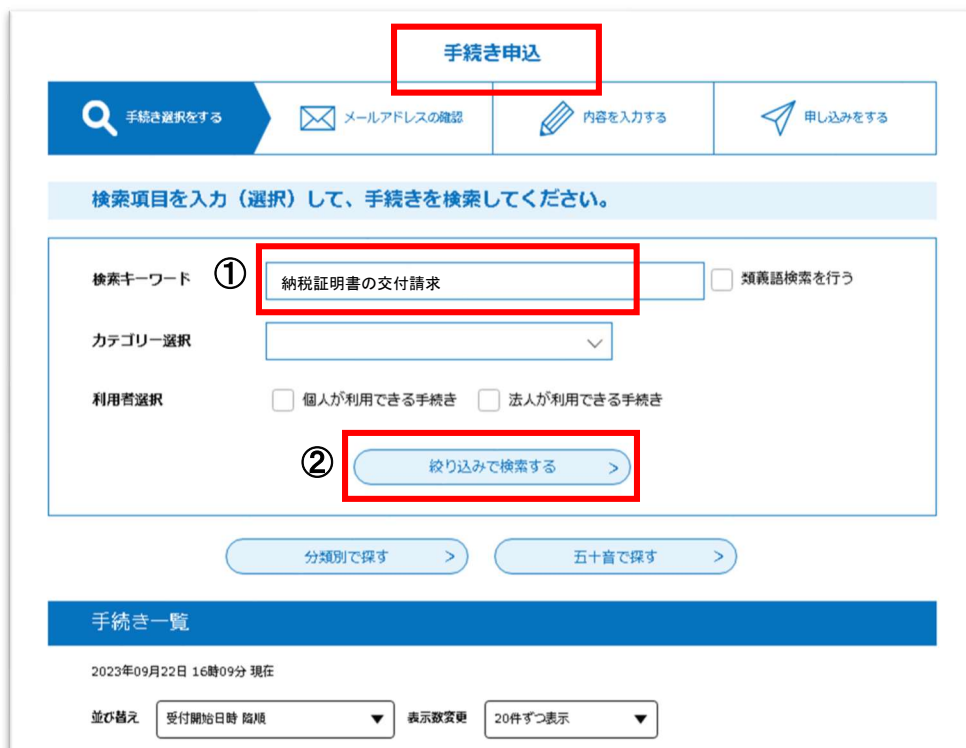 手続き申込
手続き選択をする メールアドレスの確認 内容を入力する 申し込みをする
検索項目を入力（選択）して、手続きを検索してください。
検索キーワード ① 納税証明書の交付請求 類義語検索を行う
カテゴリー選択
利用者選択 個人が利用できる手続き 法人が利用できる手続き
② 絞り込みで検索する >
分類別で探す > 五十音で探す >
手続き一覧
2023年09月22日 16時09分 現在
並び替え 受付開始日時 降順 ▼ 表示数変更 20件ずつ表示 ▼